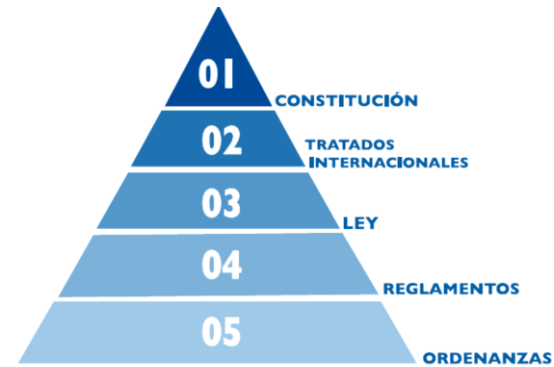 01
CONSTITUCIÓN
02
TRATADOS
INTERNACIONALES
03
LEY
04
REGLAMENTOS
05
ORDENANZAS